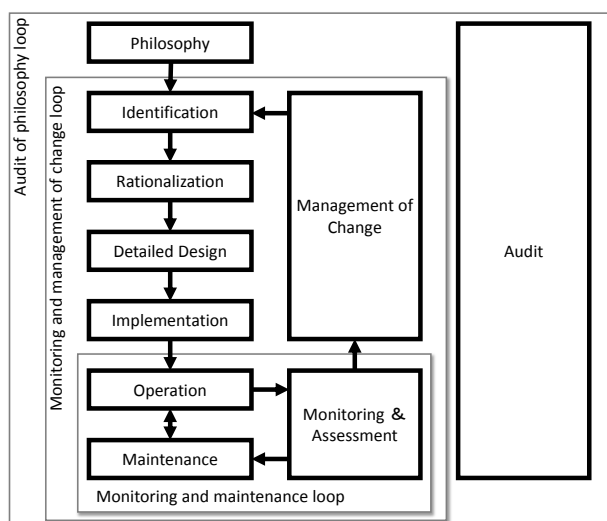 Audit of philosophy loop
Philosophy
Monitoring and management of change loop
Identification
Rationalization
Detailed Design
Implementation
Management of
Change
Audit
Operation
Maintenance
Monitoring &
Assessment
Monitoring and maintenance loop